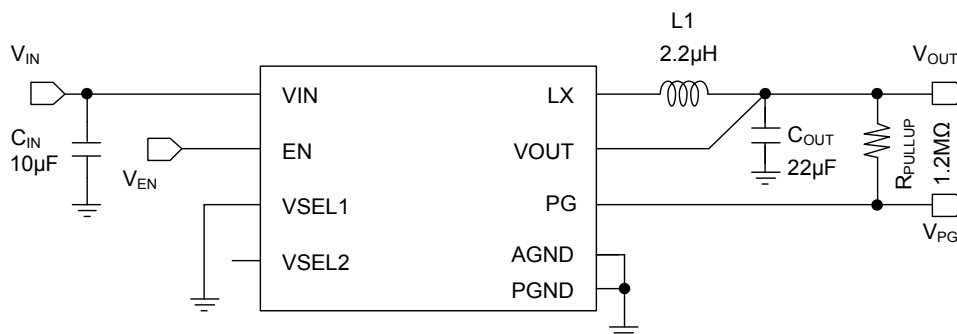 L1
2.2µH
VIN
VOUT
VIN
LX
CIN
10µF
EN
VOUT
COUT
22µF
RPULLUP
1.2MΩ
VEN
VSEL1
PG
VPG
VSEL2
AGND
PGND